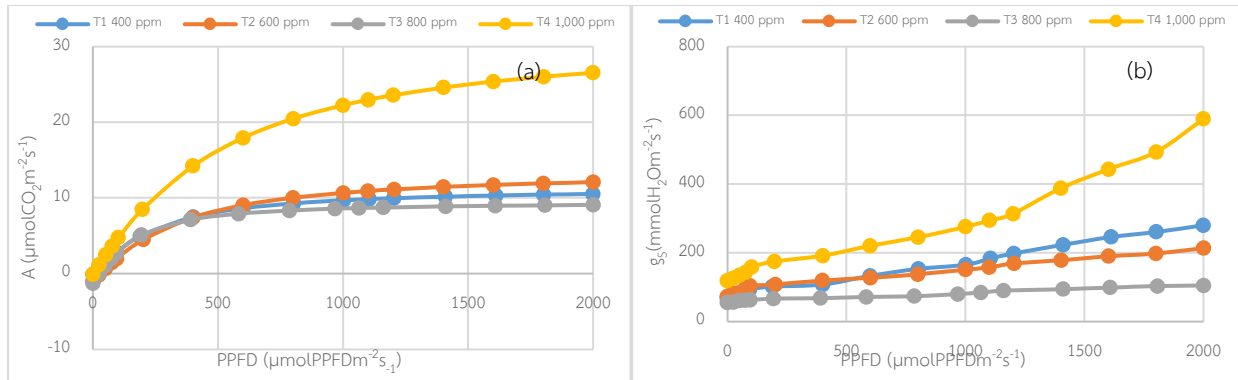 T1 400 ppm T2 600 ppm T3 800 ppm T4 1,000 ppm
30
20
10
0
-10
A (µmolCO2m-2s-1)
(a)
0 500 1000 1500 2000
PPFD (µmolPPFDm-2s-1)
T1 400 ppm T2 600 ppm T3 800 ppm T4 1,000 ppm
800
600
400
200
0
gs(mmolH2Om-2s-1)
(b)
0 500 1000 1500 2000
PPFD (µmolPPFDm-2s-1)